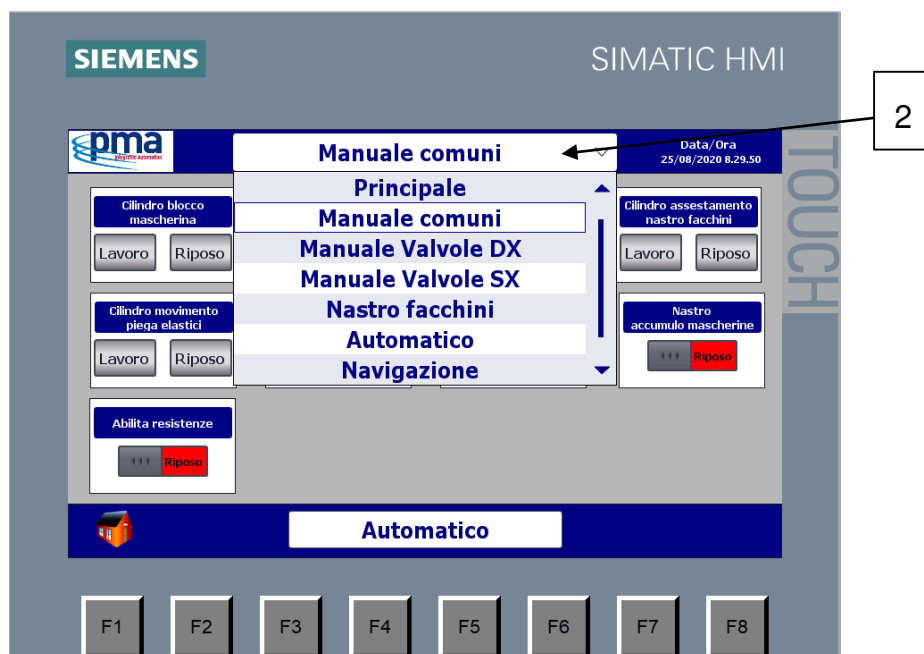 SIEMENS
SIMATIC HMI
2
TOUCH
pma
Integrated Automation
Manuale comuni
Data/Ora
25/08/2020 8.29.50
Principale
Manuale comuni
Manuale Valvole DX
Manuale Valvole SX
Nastro facchini
Automatico
Navigazione
Cilindro blocco
mascherina
Lavoro Riposo
Cilindro assestamento
nastro facchini
Lavoro Riposo
Cilindro movimento
piega elastici
Lavoro Riposo
Nastro
accumulo mascherine
Riposo
Abilita resistenze
Riposo
Automatico
F1 F2 F3 F4 F5 F6 F7 F8